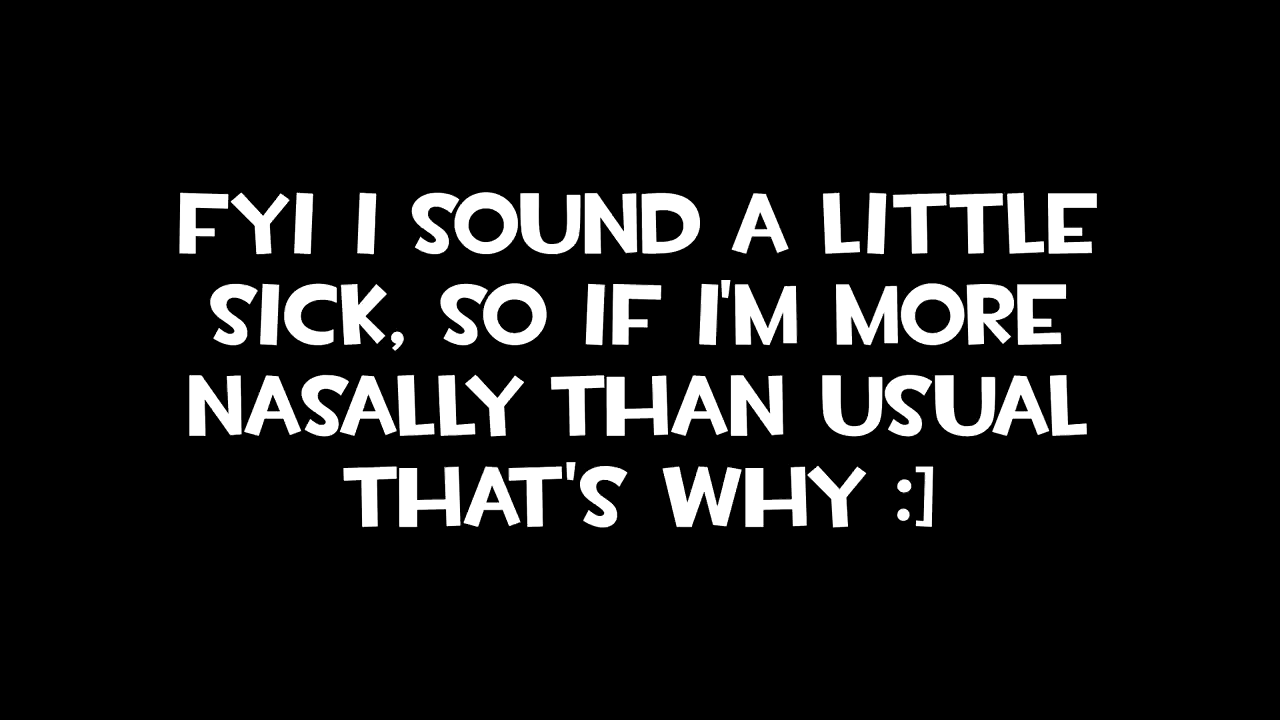 FYI I SOUND A LITTLE
SICK, SO IF I'M MORE
NASALLY THAN USUAL
THAT'S WHY :]